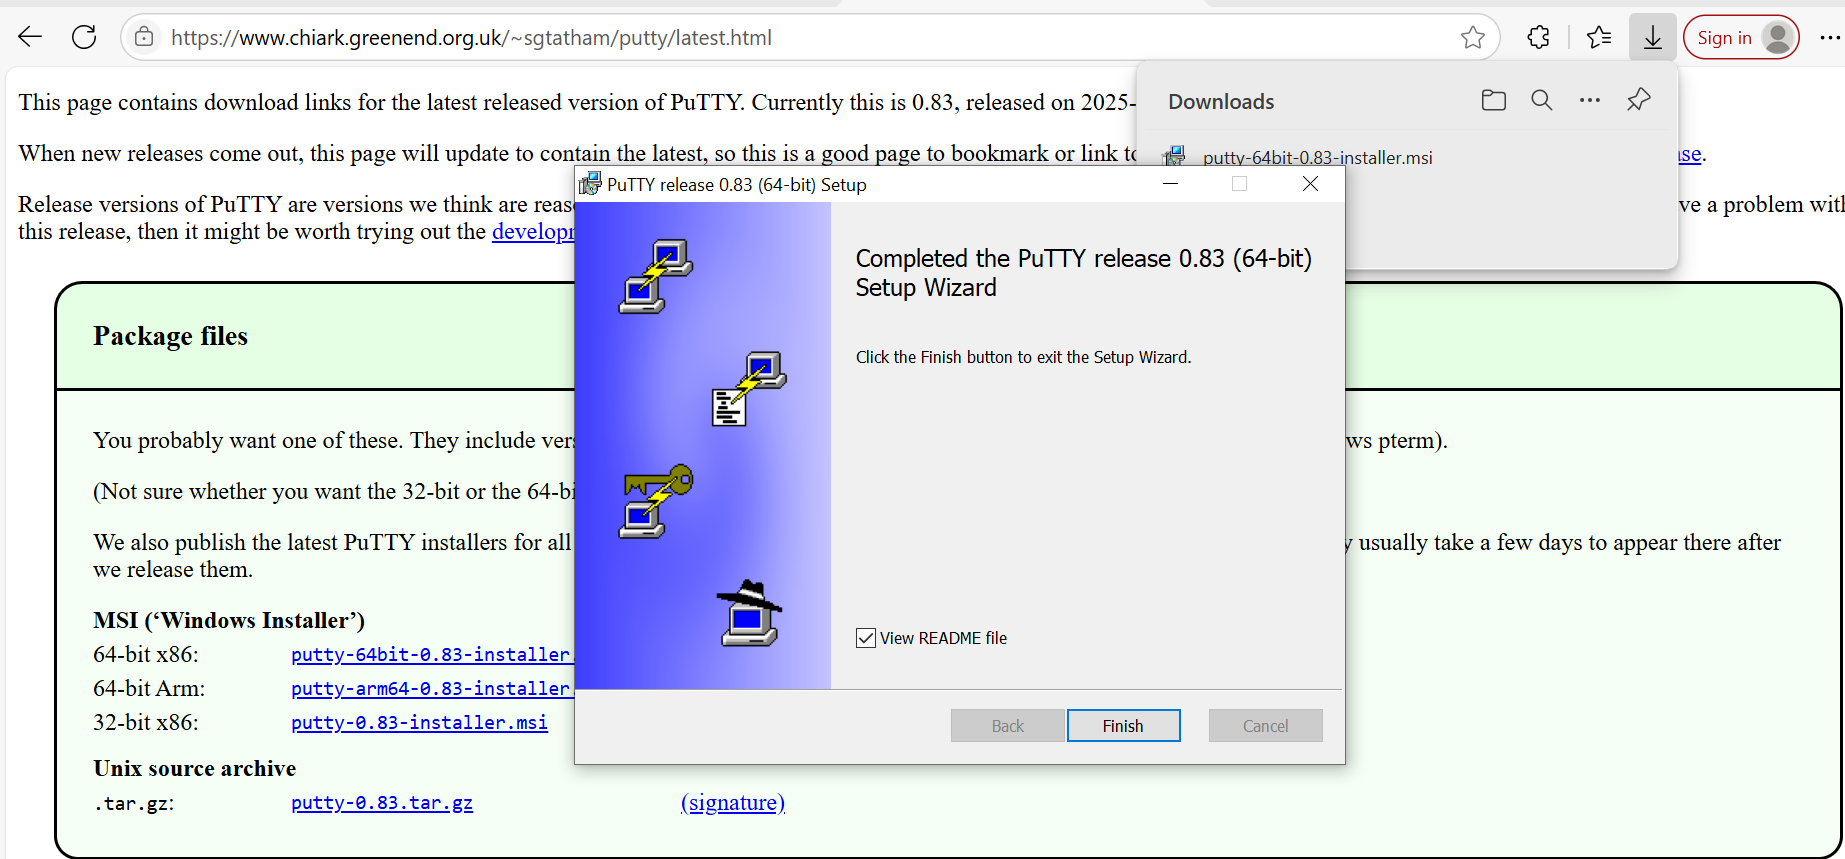 https://www.chiark.greenend.org.uk/~sgtatham/putty/latest.html
Sign in
This page contains download links for the latest released version of PuTTY. Currently this is 0.83, released on 2025-
Downloads
When new releases come out, this page will update to contain the latest, so this is a good page to bookmark or link to
putty-64bit-0.83-installer.msi
se.
PuTTY release 0.83 (64-bit) Setup
Release versions of PuTTY are versions we think are reas
ve a problem with
this release, then it might be worth trying out the developm
Completed the PuTTY release 0.83 (64-bit)
Setup Wizard
Package files
Click the Finish button to exit the Setup Wizard.
You probably want one of these. They include vers
ws pterm).
(Not sure whether you want the 32-bit or the 64-bi
We also publish the latest PuTTY installers for all
y usually take a few days to appear there after
we release them.
MSI (‘Windows Installer’)
View README file
64-bit x86: putty-64bit-0.83-installer.
64-bit Arm: putty-arm64-0.83-installer.
32-bit x86: putty-0.83-installer.msi
Back
Finish
Cancel
Unix source archive
.tar.gz: putty-0.83.tar.gz (signature)